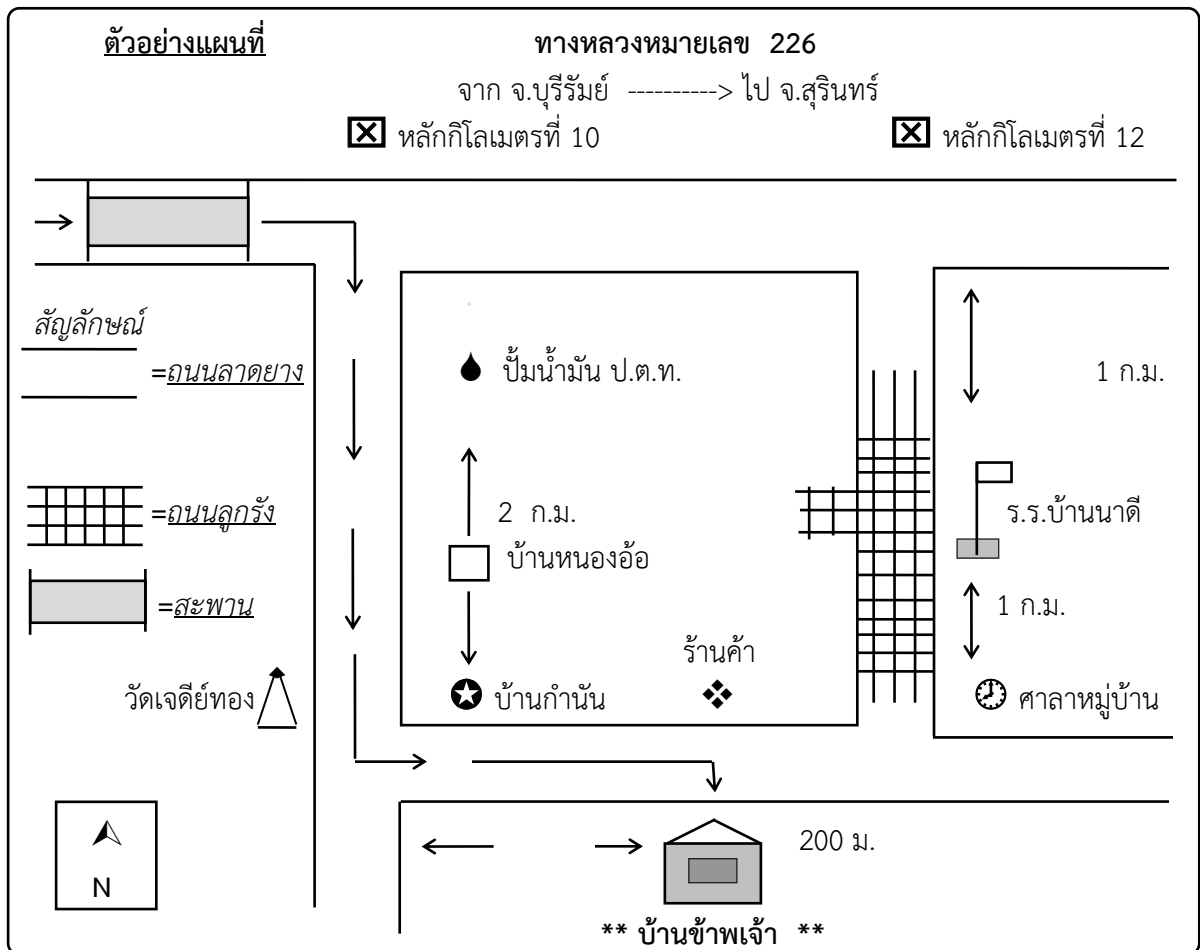 ตัวอย่างแผนที่
ทางหลวงหมายเลข 226
จาก จ.บุรีรัมย์ ----------> ไป จ.สุรินทร์
หลักกิโลเมตรที่ 10
หลักกิโลเมตรที่ 12
สัญลักษณ์
=ถนนลาดยาง
ปั้มน้ำมัน ป.ต.ท.
1 ก.ม.
=ถนนลูกรัง
2 ก.ม.
บ้านหนองอ้อ
ร.ร.บ้านนาดี
=สะพาน
1 ก.ม.
ร้านค้า
วัดเจดีย์ทอง
บ้านกำนัน
ศาลาหมู่บ้าน
N
200 ม.
** บ้านข้าพเจ้า **